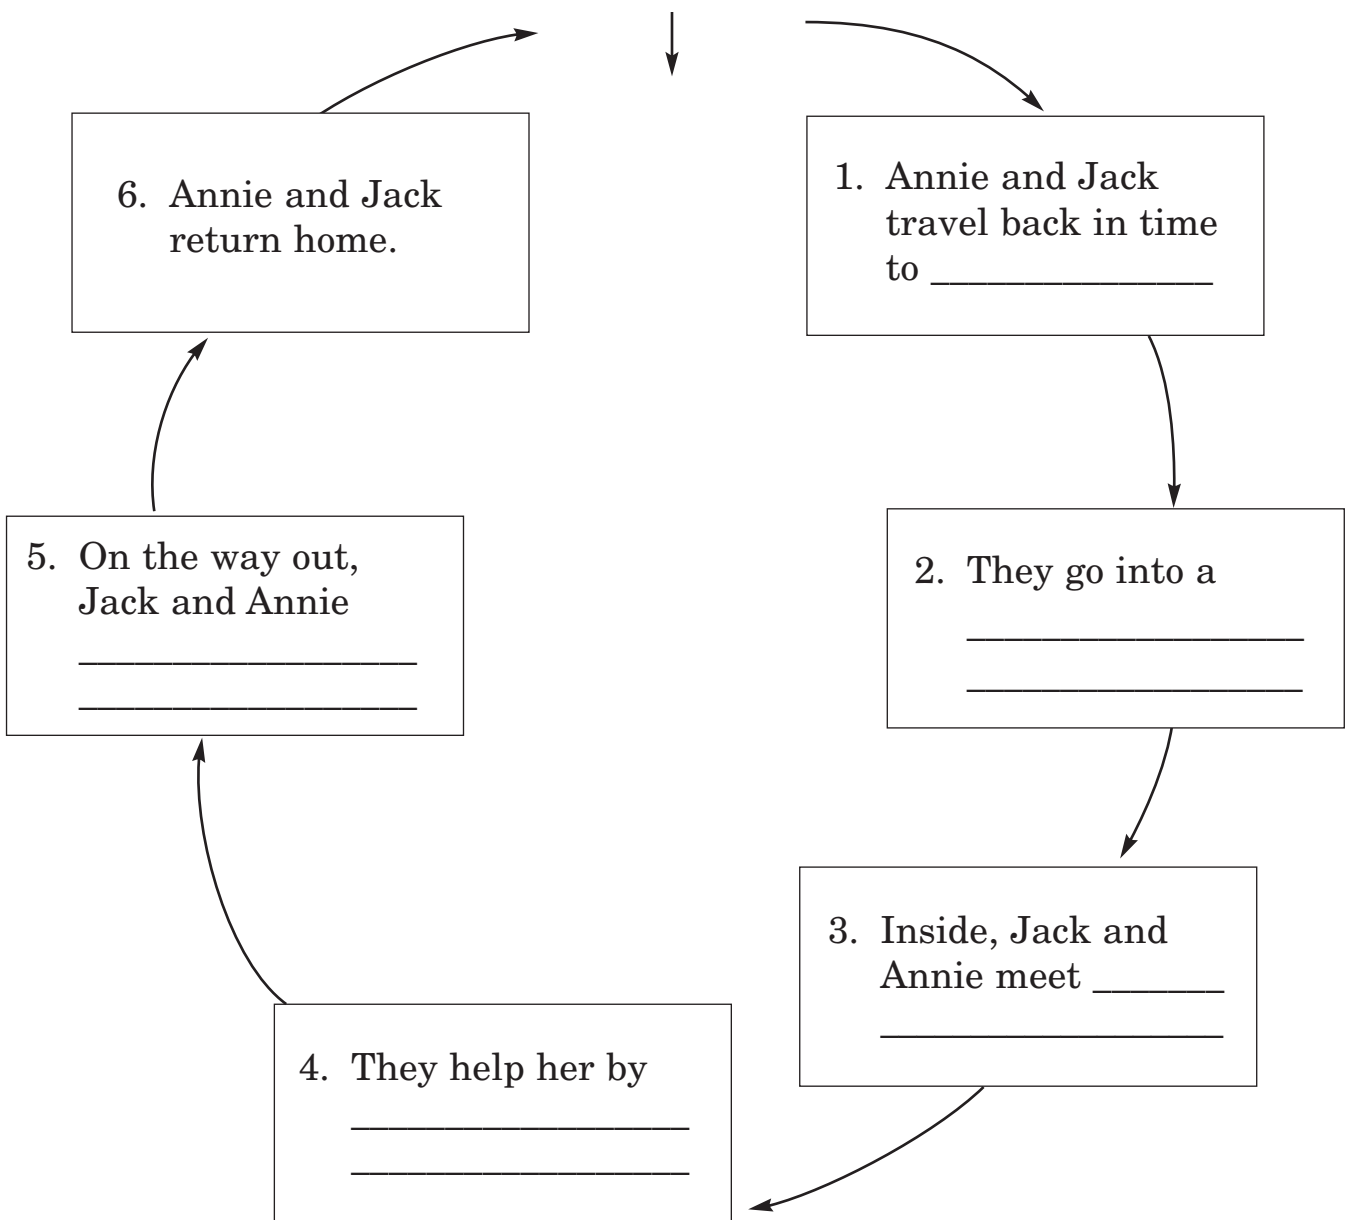 1. Annie and Jack
travel back in time
to _______________
2. They go into a
__________________
__________________
3. Inside, Jack and
Annie meet _______
__________________
4. They help her by
__________________
__________________
5. On the way out,
Jack and Annie
__________________
__________________
6. Annie and Jack
return home.